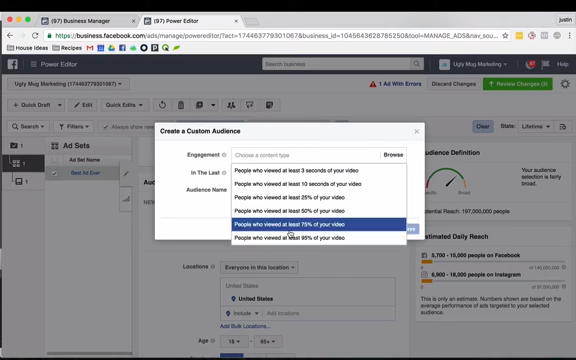 (97) Business Manager
(97) Power Editor
justin
https://business.facebook.com/ads/manage/powereditor/?act=174463779301067&business_id=1045643628785250&tool=MANAGE_ADS&nav_sou...
House Ideas
Recipes
Power Editor
Search business
Ugly Mug Marketing
Help
Ugly Mug Marketing (174463779301067)
1 Ad With Errors
Discard Changes
Review Changes (3)
Quick Draft
Edit
Quick Edits
Search
Filters
Always show new
Clear
State:
Lifetime
1
Ad Sets
Ad Set Name
Best Ad Ever
1
1
Create a Custom Audience
Engagement
Choose a content type
Browse
In The Last
Audience Name
People who viewed at least 3 seconds of your video
People who viewed at least 10 seconds of your video
People who viewed at least 25% of your video
People who viewed at least 50% of your video
People who viewed at least 75% of your video
People who viewed at least 95% of your video
Audience Definition
Your audience selection is fairly broad.
Broad
Potential Reach: 197,000,000 people
Estimated Daily Reach
5,700 - 15,000 people on Facebook
of 140,000,000
6,900 - 18,000 people on Instagram
This is only an estimate. Numbers shown are based on the average performance of ads targeted to your selected audience.
Locations
Everyone in this location
United States
United States
Include
Add locations
Add Bulk Locations...
Age
18
65+